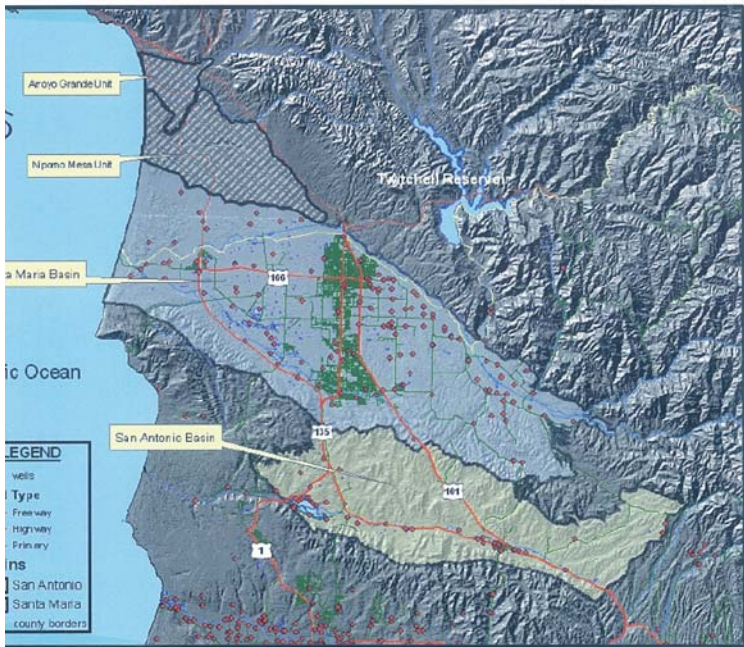 Arroyo Grande Unit
Nipomo Mesa Unit
Twitchell Reservoir
ta Maria Basin
166
ic Ocean
135
San Antonio Basin
101
1
LEGEND
wells
Type
Freeway
Highway
Primary
ins
San Antonio
Santa Maria
county borders